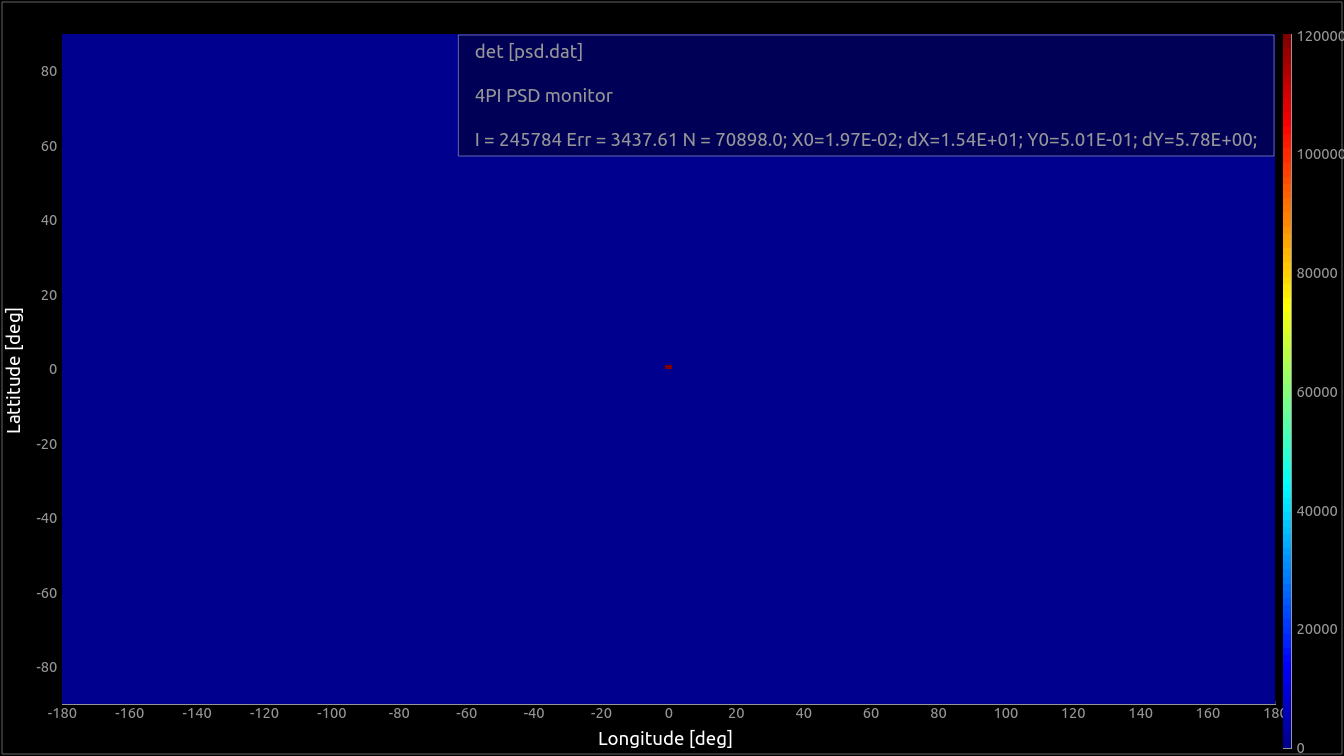 det [psd.dat]
4PI PSD monitor
I = 245784 Err = 3437.61 N = 70898.0; X0=1.97E-02; dX=1.54E+01; Y0=5.01E-01; dY=5.78E+00;
80
60
40
20
0
-20
-40
-60
-80
Lattitude [deg]
-180 -160 -140 -120 -100 -80 -60 -40 -20 0 20 40 60 80 100 120 140 160 180
Longitude [deg]
120000
100000
80000
60000
40000
20000
0